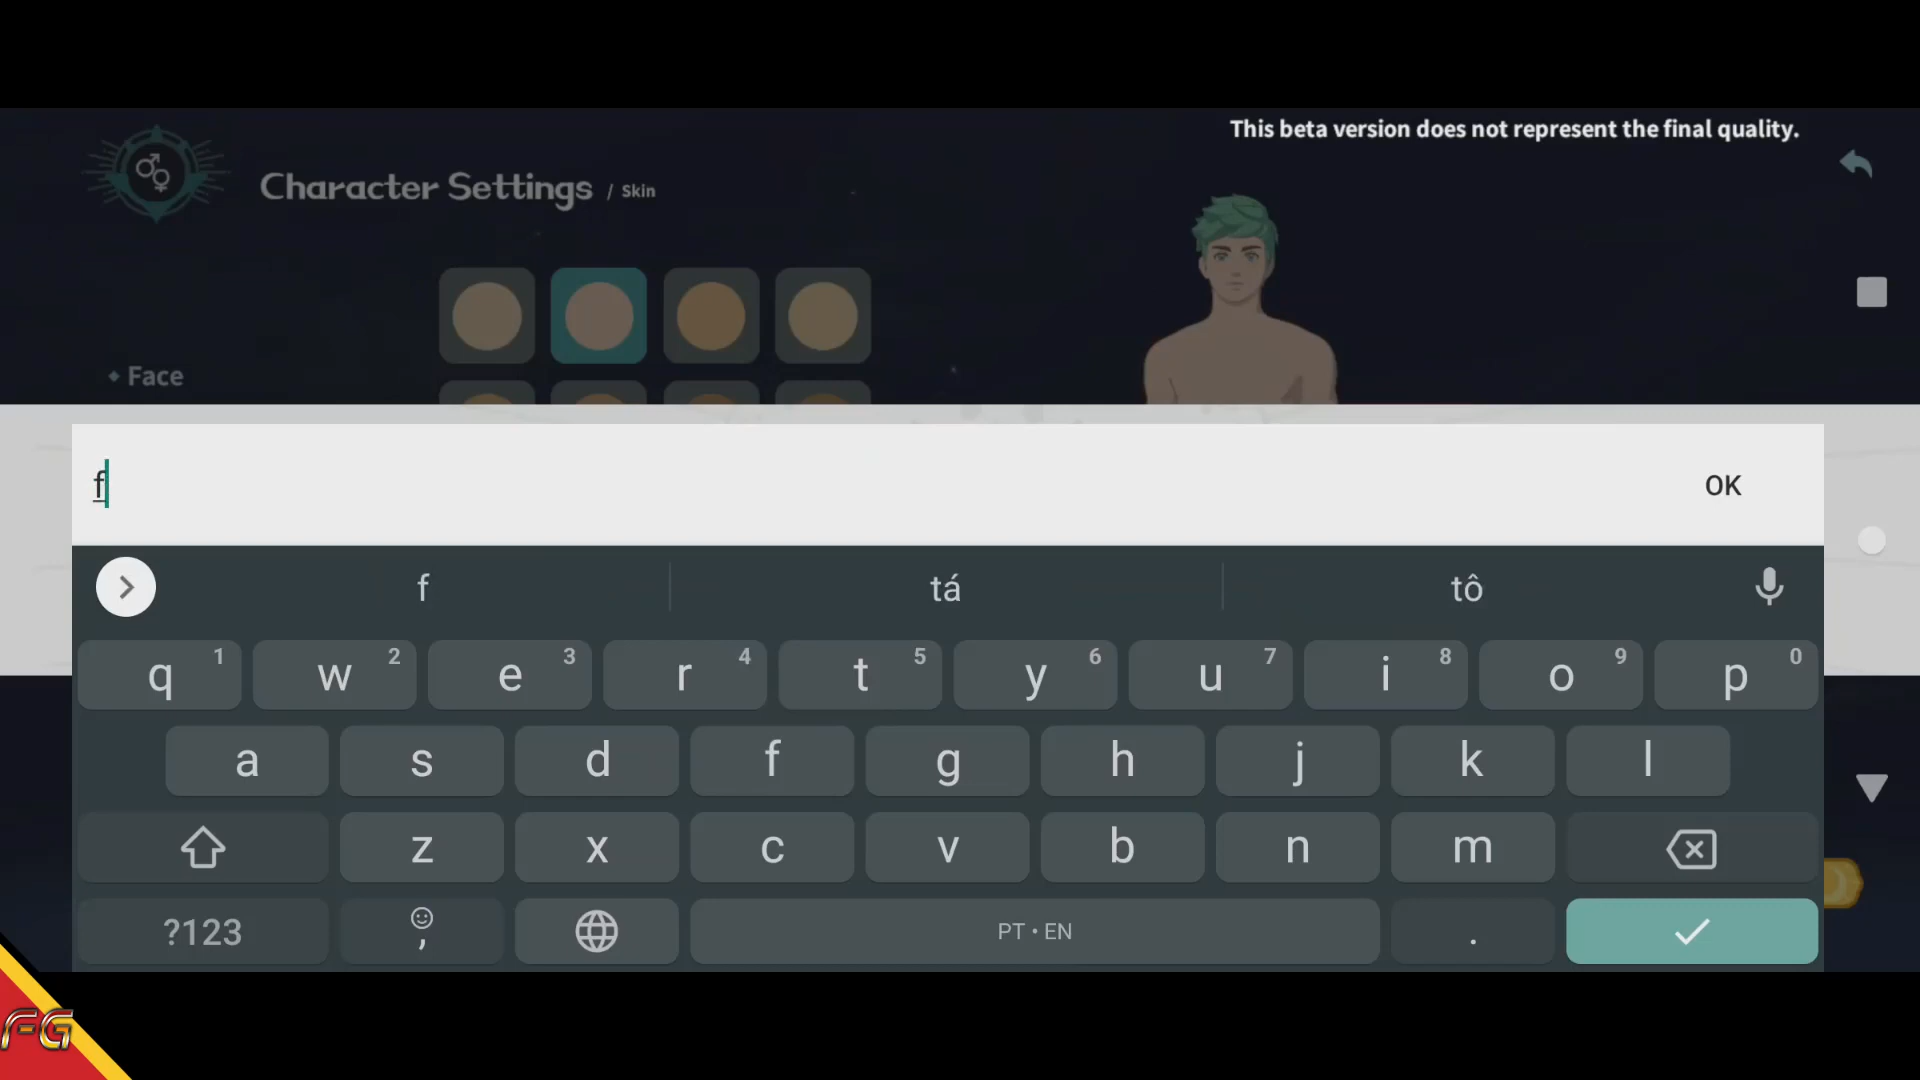 This beta version does not represent the final quality.
Character Settings / Skin
Face
f
OK
f tá tô
q 1 w 2 e 3 r 4 t 5 y 6 u 7 i 8 o 9 p 0
a s d f g h j k l
z x c v b n m
?123 , PT • EN .
FG